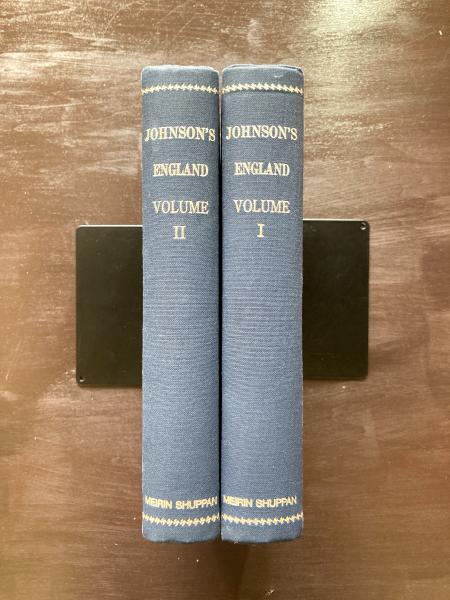 JOHNSON'S
ENGLAND
VOLUME
II
MEIRIN SHUPPAN
JOHNSON'S
ENGLAND
VOLUME
I
MEIRIN SHUPPAN